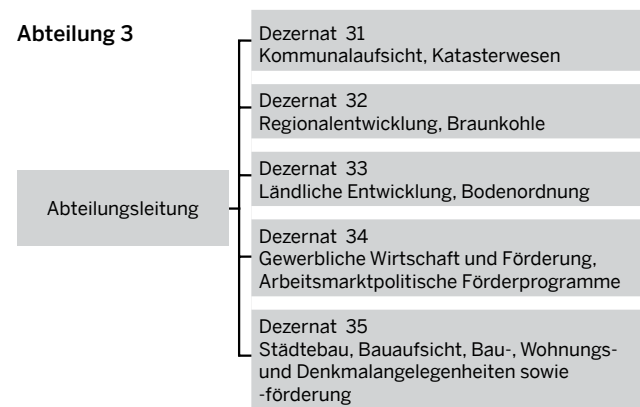 Abteilung 3
Abteilungsleitung
Dezernat 31
Kommunalaufsicht, Katasterwesen
Dezernat 32
Regionalentwicklung, Braunkohle
Dezernat 33
Ländliche Entwicklung, Bodenordnung
Dezernat 34
Gewerbliche Wirtschaft und Förderung,
Arbeitsmarktpolitische Förderprogramme
Dezernat 35
Städtebau, Bauaufsicht, Bau-, Wohnungs-
und Denkmalangelegenheiten sowie
-förderung